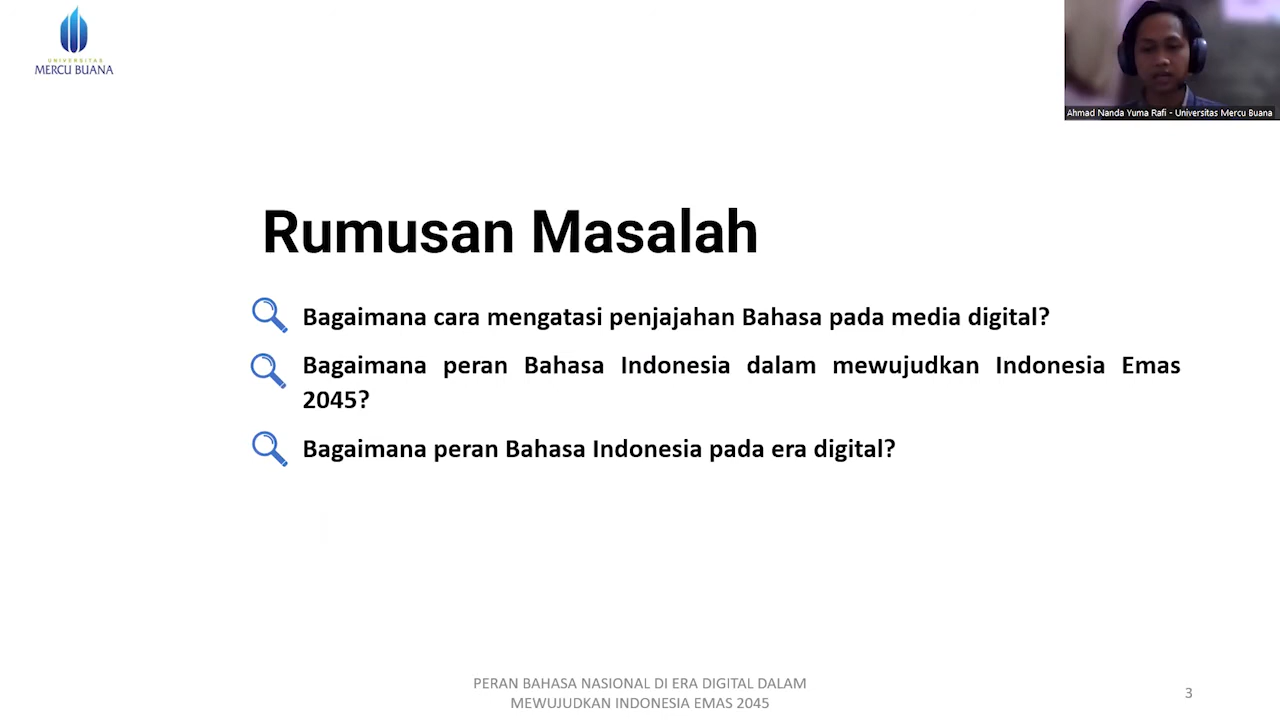 UNIVERSITAS
MERCU BUANA
Ahmad Nanda Yuma Rafi - Universitas Mercu Buana
Rumusan Masalah
Bagaimana cara mengatasi penjajahan Bahasa pada media digital?
Bagaimana peran Bahasa Indonesia dalam mewujudkan Indonesia Emas
2045?
Bagaimana peran Bahasa Indonesia pada era digital?
PERAN BAHASA NASIONAL DI ERA DIGITAL DALAM
MEWUJUDKAN INDONESIA EMAS 2045
3